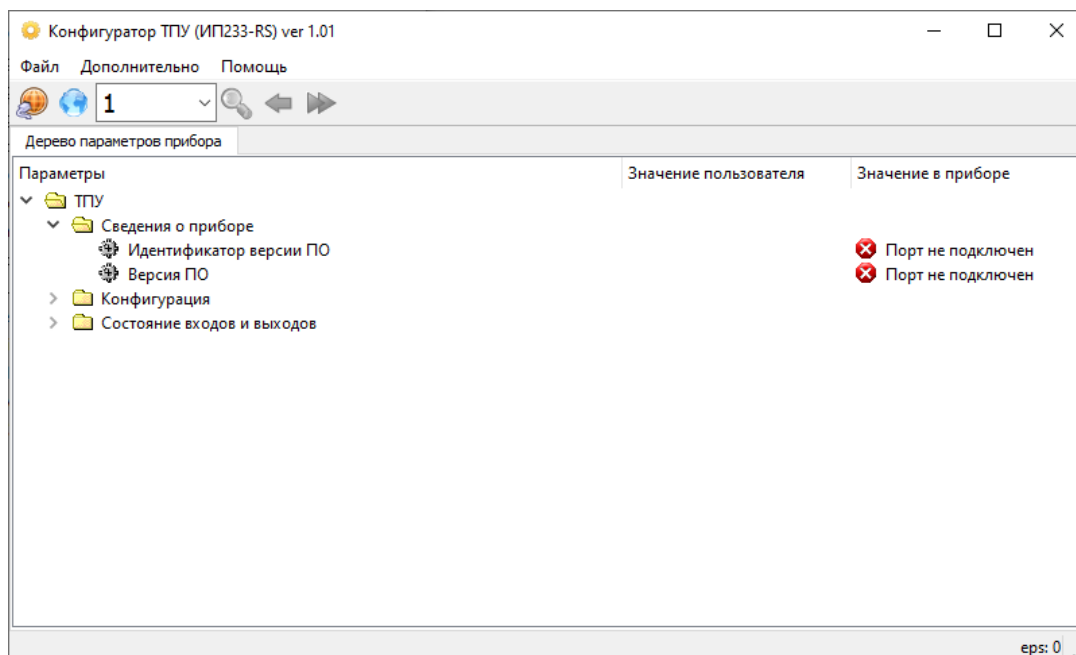 Конфигуратор ТПУ (ИП233-RS) ver 1.01
Файл Дополнительно Помощь
1
Дерево параметров прибора
Параметры Значение пользователя Значение в приборе
ТПУ
Сведения о приборе
Идентификатор версии ПО Порт не подключен
Версия ПО Порт не подключен
Конфигурация
Состояние входов и выходов
eps: 0